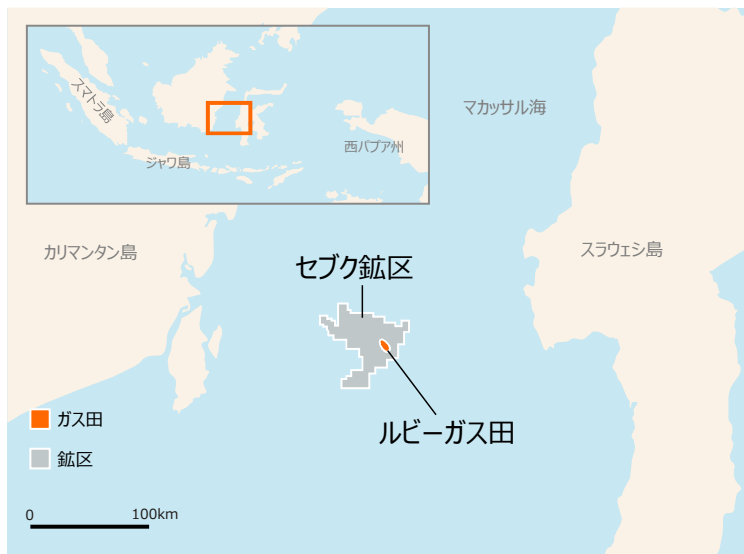 スマトラ島
ジャワ島
西パプア州
マカッサル海
カリマンタン島
スラウェシ島
セブク鉱区
ルビーガス田
ガス田
鉱区
0 100km